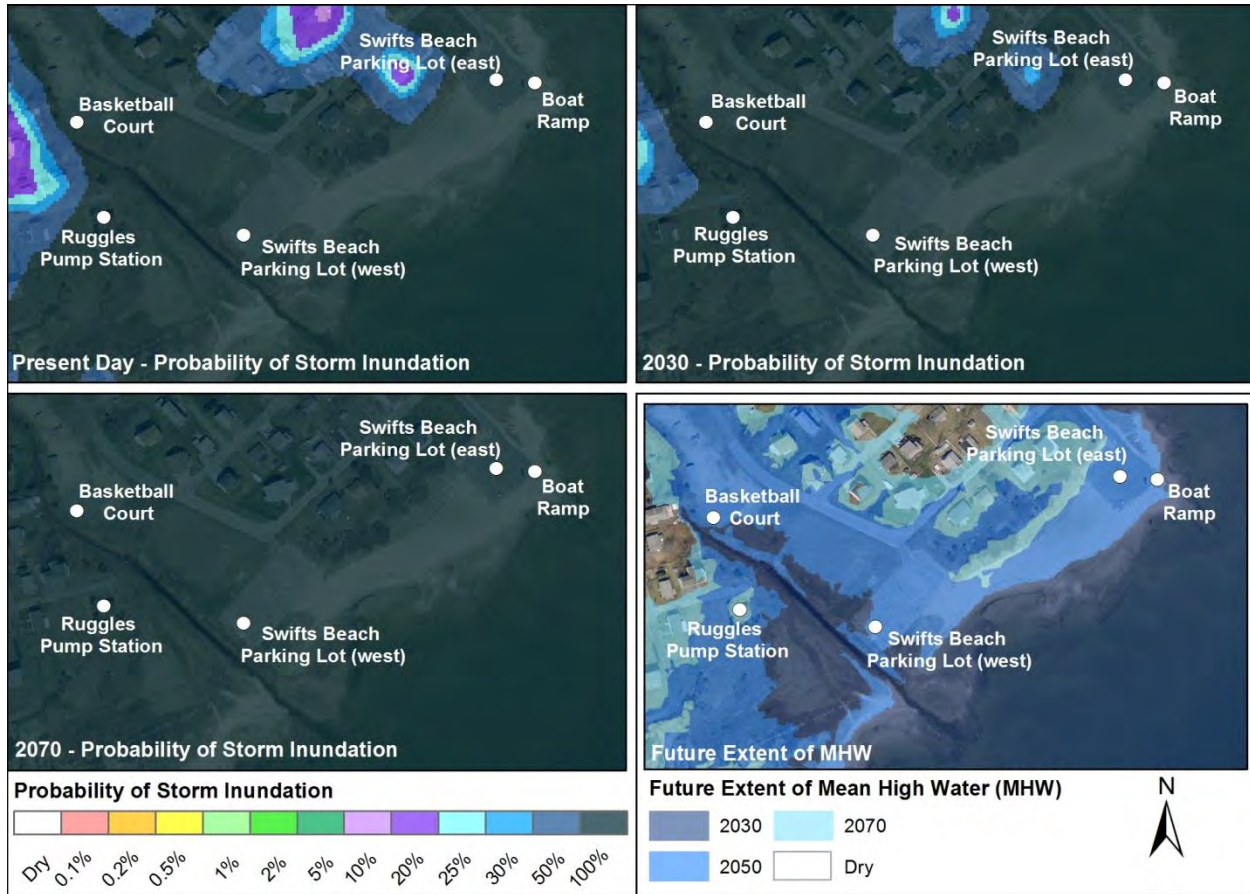 Swifts Beach
Parking Lot (east)
Boat
Ramp
Basketball
Court
Ruggles
Pump Station
Swifts Beach
Parking Lot (west)
Present Day - Probability of Storm Inundation
Swifts Beach
Parking Lot (east)
Boat
Ramp
Basketball
Court
Ruggles
Pump Station
Swifts Beach
Parking Lot (west)
2030 - Probability of Storm Inundation
Swifts Beach
Parking Lot (east)
Boat
Ramp
Basketball
Court
Ruggles
Pump Station
Swifts Beach
Parking Lot (west)
2070 - Probability of Storm Inundation
Swifts Beach
Parking Lot (east)
Boat
Ramp
Basketball
Court
Ruggles
Pump Station
Swifts Beach
Parking Lot (west)
Future Extent of MHW
Probability of Storm Inundation
Dry 0.1% 0.2% 0.5% 1% 2% 5% 10% 20% 25% 30% 50% 100%
Future Extent of Mean High Water (MHW)
2030 2070
2050 Dry
N